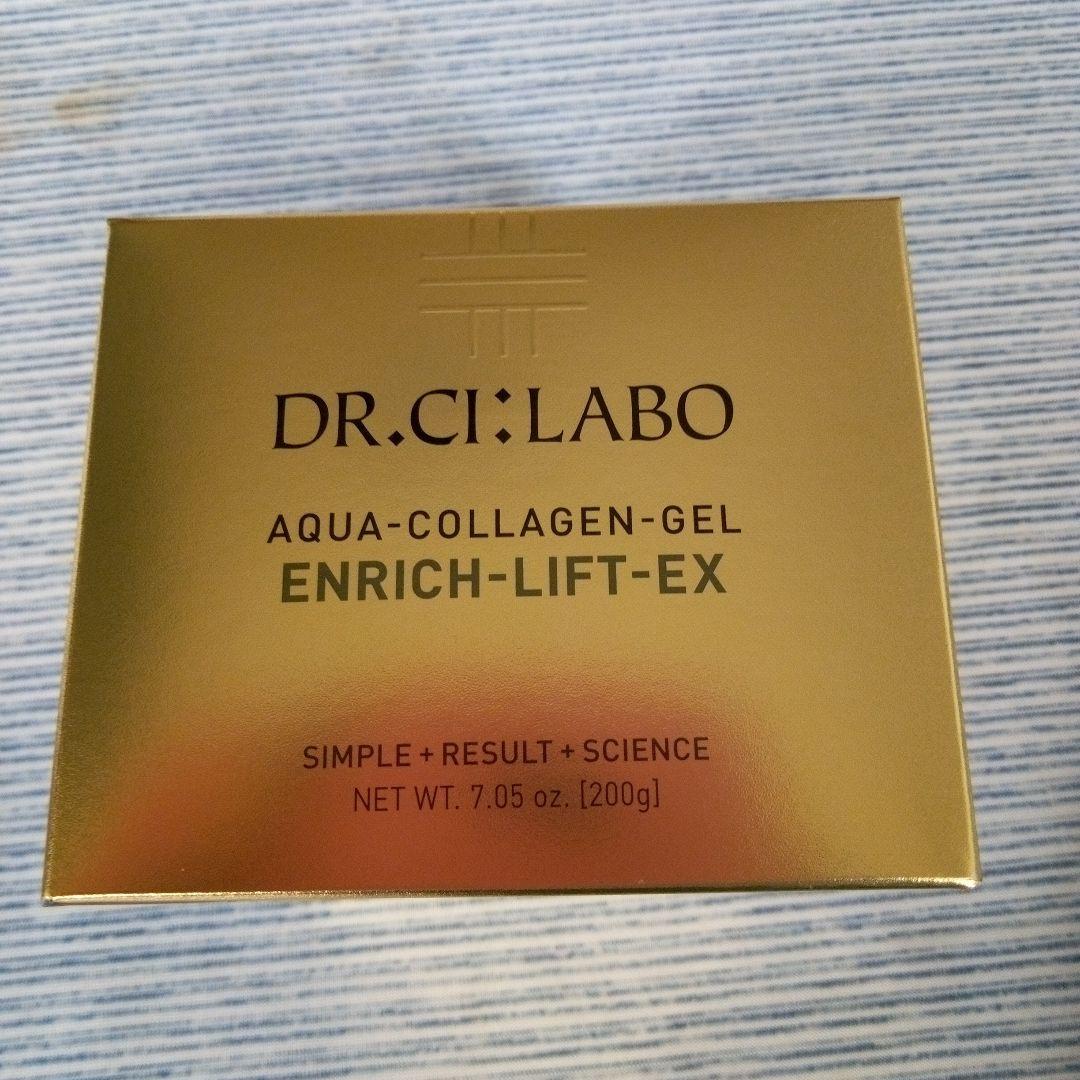 DR.CI:LABO
AQUA-COLLAGEN-GEL
ENRICH-LIFT-EX
SIMPLE + RESULT + SCIENCE
NET WT. 7.05 oz. [200g]